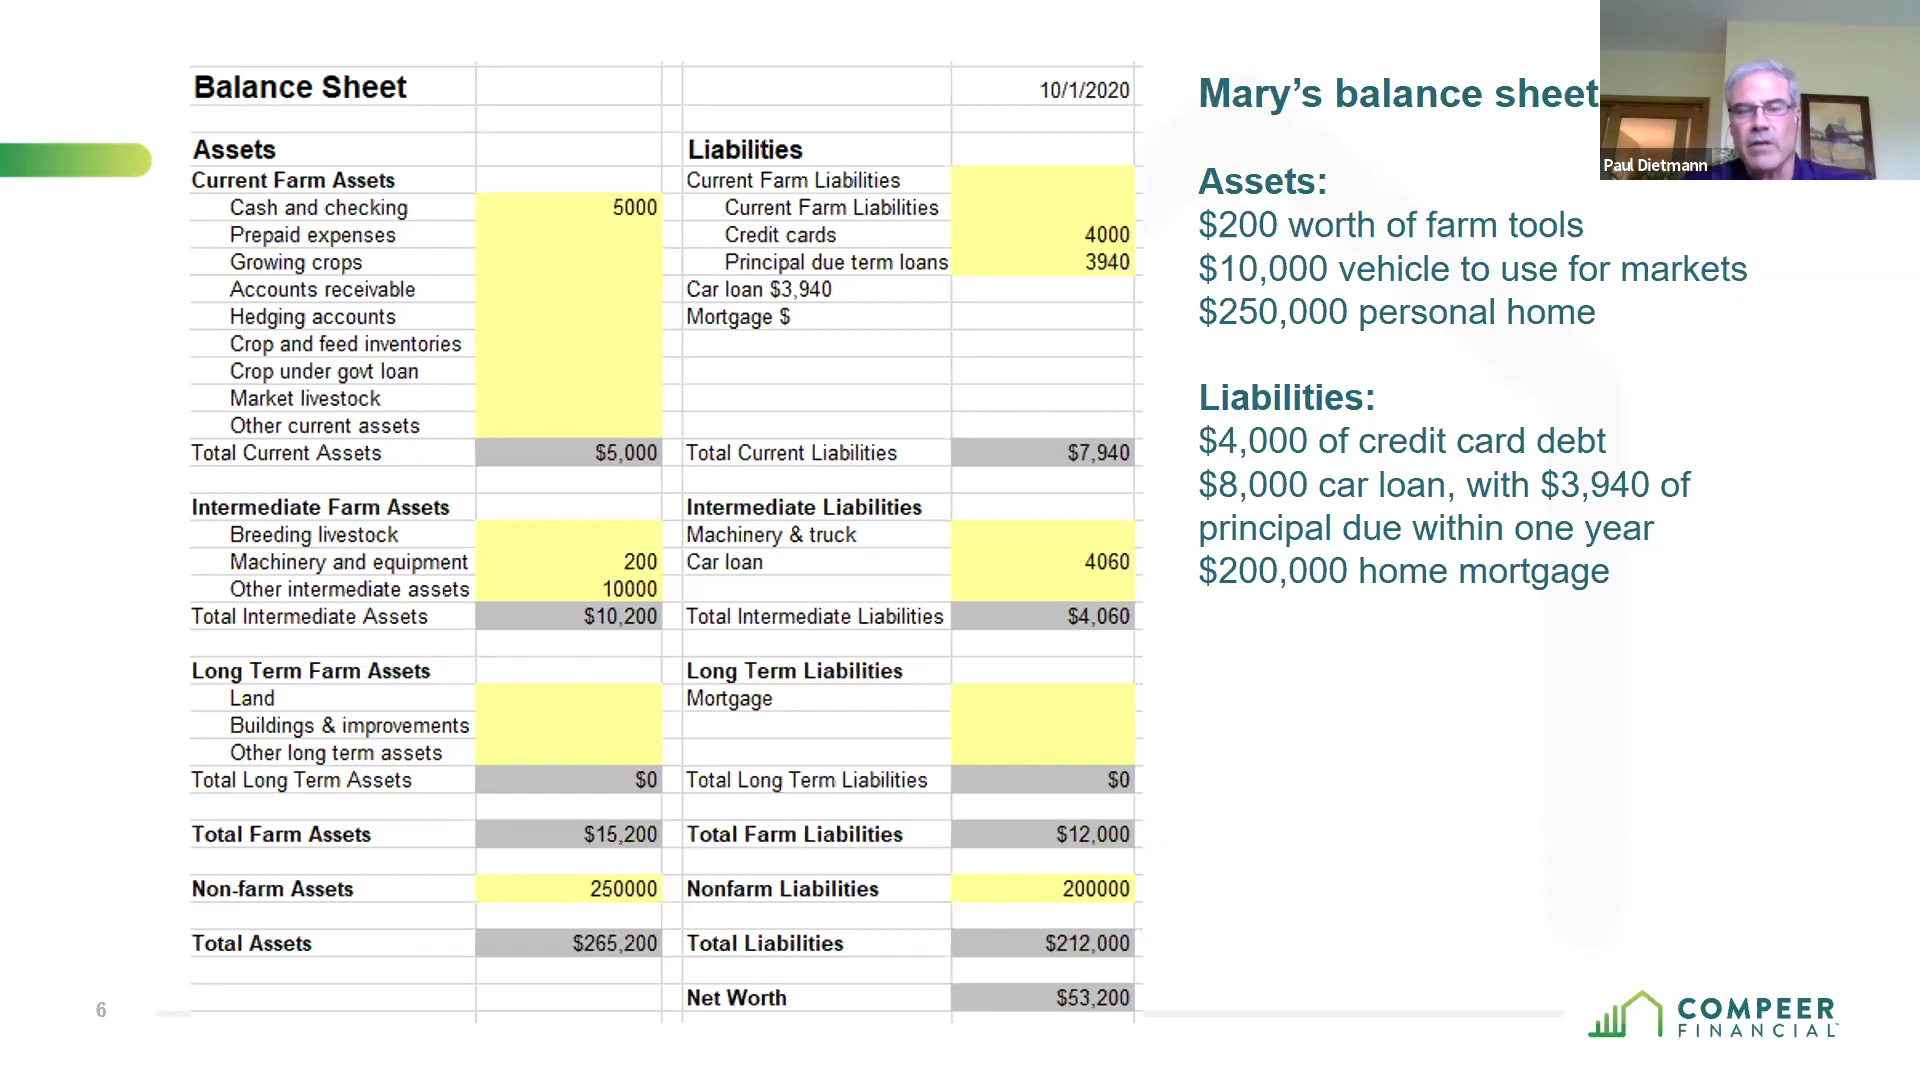 Balance Sheet 10/1/2020
Assets Liabilities
Current Farm Assets Current Farm Liabilities
Cash and checking 5000 Current Farm Liabilities
Prepaid expenses Credit cards 4000
Growing crops Principal due term loans 3940
Accounts receivable Car loan $3,940
Hedging accounts Mortgage $
Crop and feed inventories
Crop under govt loan
Market livestock
Other current assets
Total Current Assets $5,000 Total Current Liabilities $7,940
Intermediate Farm Assets Intermediate Liabilities
Breeding livestock Machinery & truck
Machinery and equipment 200 Car loan 4060
Other intermediate assets 10000
Total Intermediate Assets $10,200 Total Intermediate Liabilities $4,060
Long Term Farm Assets Long Term Liabilities
Land Mortgage
Buildings & improvements
Other long term assets
Total Long Term Assets $0 Total Long Term Liabilities $0
Total Farm Assets $15,200 Total Farm Liabilities $12,000
Non-farm Assets 250000 Nonfarm Liabilities 200000
Total Assets $265,200 Total Liabilities $212,000
Net Worth $53,200
Mary’s balance sheet
Assets:
$200 worth of farm tools
$10,000 vehicle to use for markets
$250,000 personal home
Liabilities:
$4,000 of credit card debt
$8,000 car loan, with $3,940 of
principal due within one year
$200,000 home mortgage
Paul Dietmann
6
COMPEER
FINANCIAL